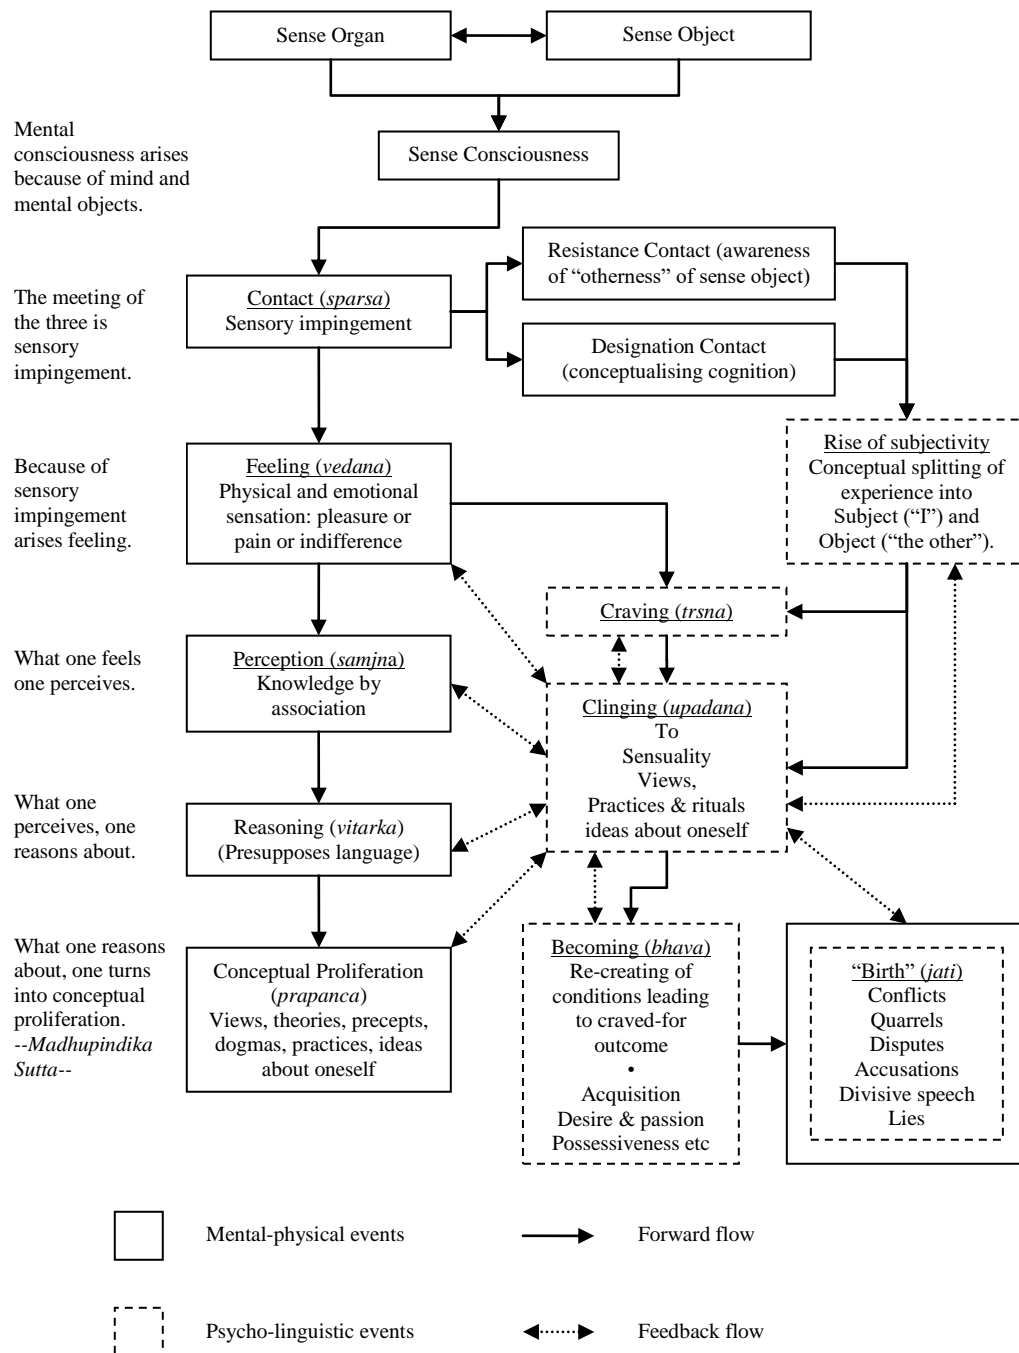 Sense Organ
Sense Object
Mental
consciousness arises
because of mind and
mental objects.
Sense Consciousness
The meeting of
the three is
sensory
impingement.
Contact (sparsa)
Sensory impingement
Resistance Contact (awareness
of “otherness” of sense object)
Designation Contact
(conceptualising cognition)
Rise of subjectivity
Conceptual splitting of
experience into
Subject (“I”) and
Object (“the other”).
Because of
sensory
impingement
arises feeling.
Feeling (vedana)
Physical and emotional
sensation: pleasure or
pain or indifference
Craving (trsna)
What one feels
one perceives.
Perception (samjna)
Knowledge by
association
Clinging (upadana)
To
Sensuality
Views,
Practices & rituals
ideas about oneself
What one
perceives, one
reasons about.
Reasoning (vitarka)
(Presupposes language)
What one reasons
about, one turns
into conceptual
proliferation.
--Madhupindika
Sutta--
Conceptual Proliferation
(prapanca)
Views, theories, precepts,
dogmas, practices, ideas
about oneself
Becoming (bhava)
Re-creating of
conditions leading
to craved-for
outcome
•
Acquisition
Desire & passion
Possessiveness etc
“Birth” (jati)
Conflicts
Quarrels
Disputes
Accusations
Divisive speech
Lies
Mental-physical events
Forward flow
Psycho-linguistic events
Feedback flow